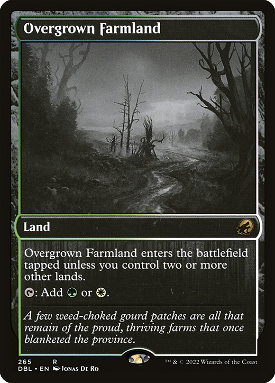 Overgrown Farmland
Land
Overgrown Farmland enters the battlefield
tapped unless you control two or more
other lands.
: Add or .
A few weed-choked gourd patches are all that
remain of the proud, thriving farms that once
blanketed the province.
265 R
DBL • EN Jonas De Ro
™ & © 2022 Wizards of the Coast